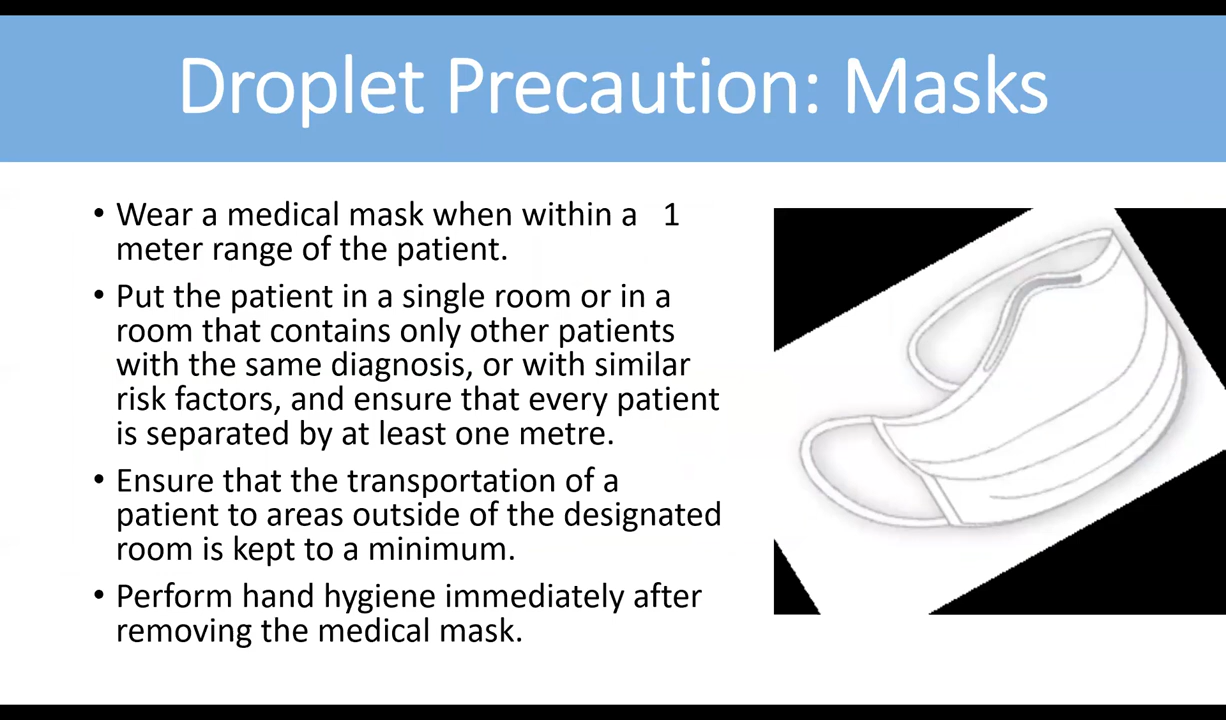 Droplet Precaution: Masks
• Wear a medical mask when within a 1
meter range of the patient.
• Put the patient in a single room or in a
room that contains only other patients
with the same diagnosis, or with similar
risk factors, and ensure that every patient
is separated by at least one metre.
• Ensure that the transportation of a
patient to areas outside of the designated
room is kept to a minimum.
• Perform hand hygiene immediately after
removing the medical mask.